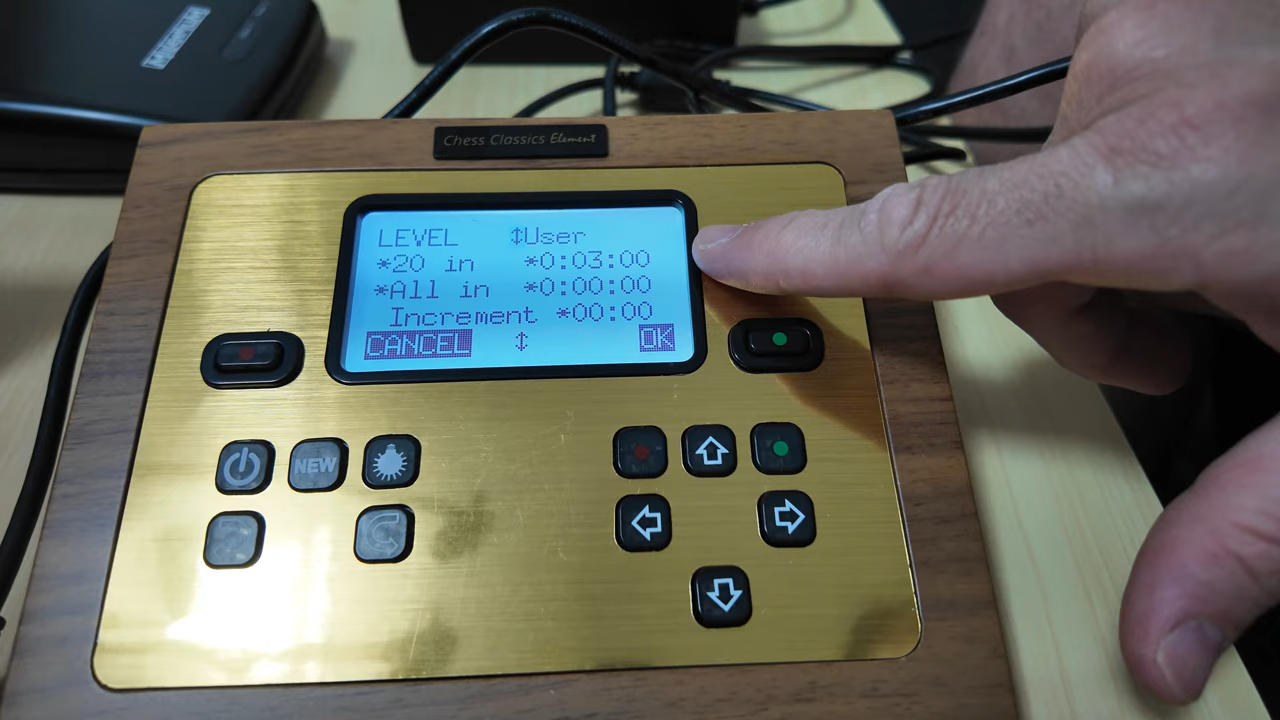 Chess Classics Element
LEVEL ↕User
*20 in *0:03:00
*All in *0:00:00
Increment *00:00
CANCEL ↕ OK
NEW